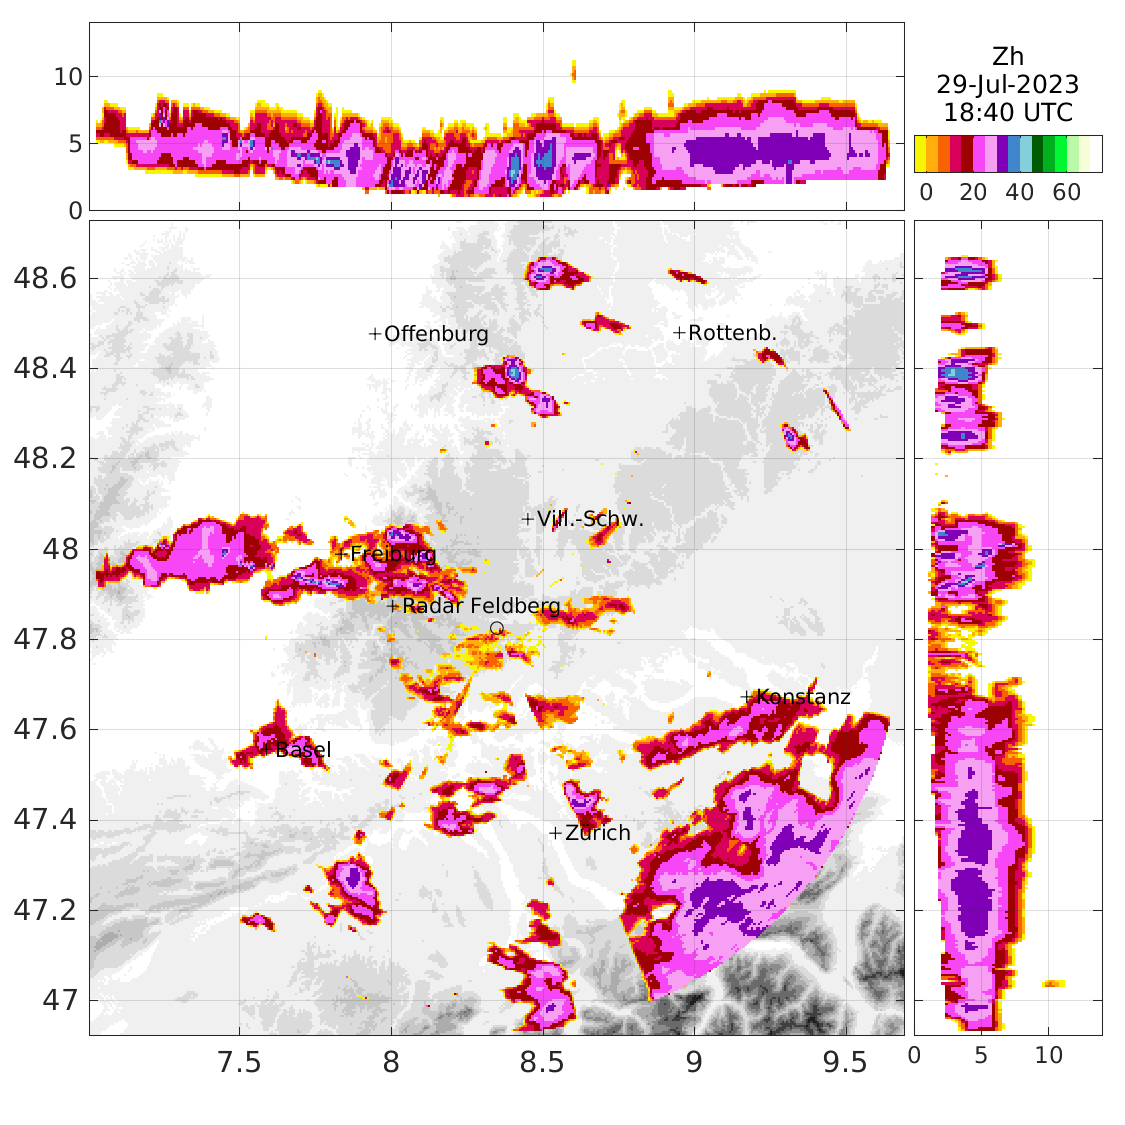 Zh
29-Jul-2023
18:40 UTC
0 20 40 60
10
5
0
48.6
48.4
48.2
48
47.8
47.6
47.4
47.2
47
+Offenburg
+Rottenb.
+Vill.-Schw.
+Freiburg
+Radar Feldberg
+Konstanz
+Basel
+Zürich
7.5 8 8.5 9 9.5
0 5 10